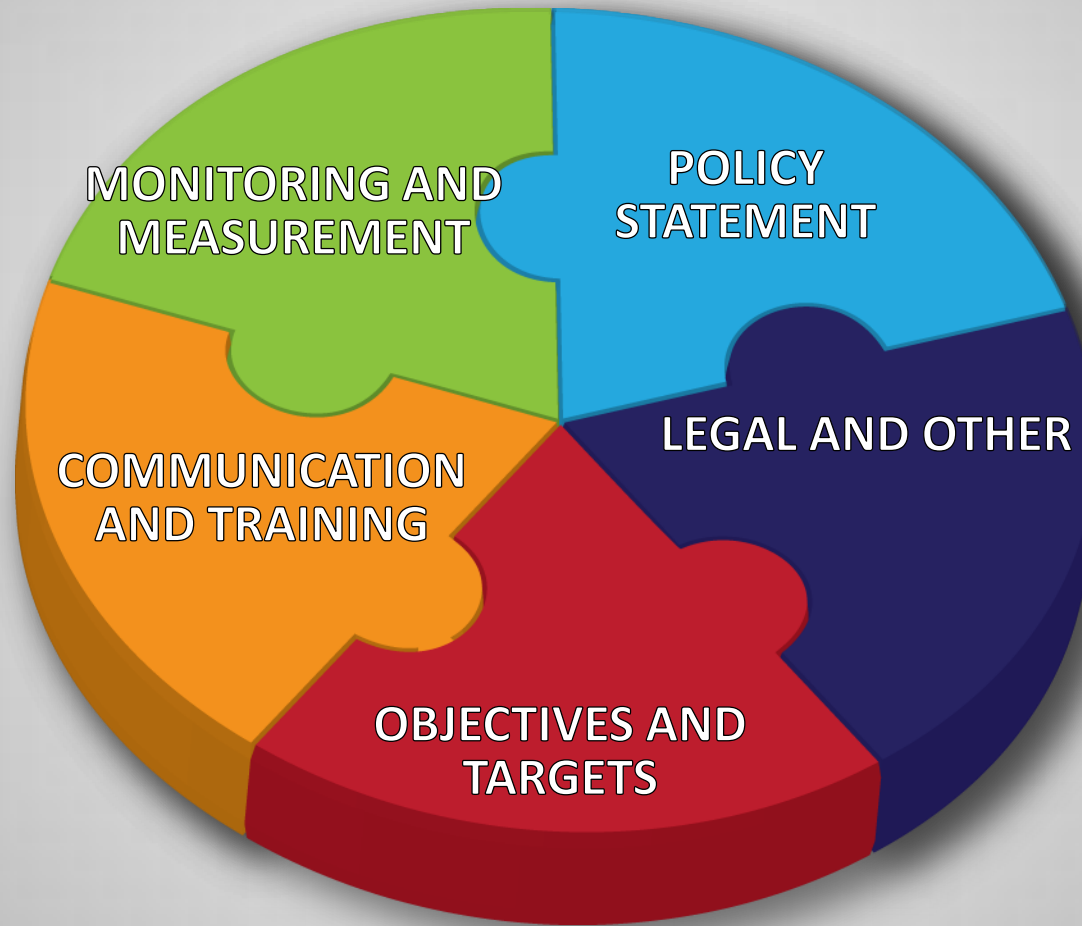 MONITORING AND
MEASUREMENT
POLICY
STATEMENT
LEGAL AND OTHER
COMMUNICATION
AND TRAINING
OBJECTIVES AND
TARGETS